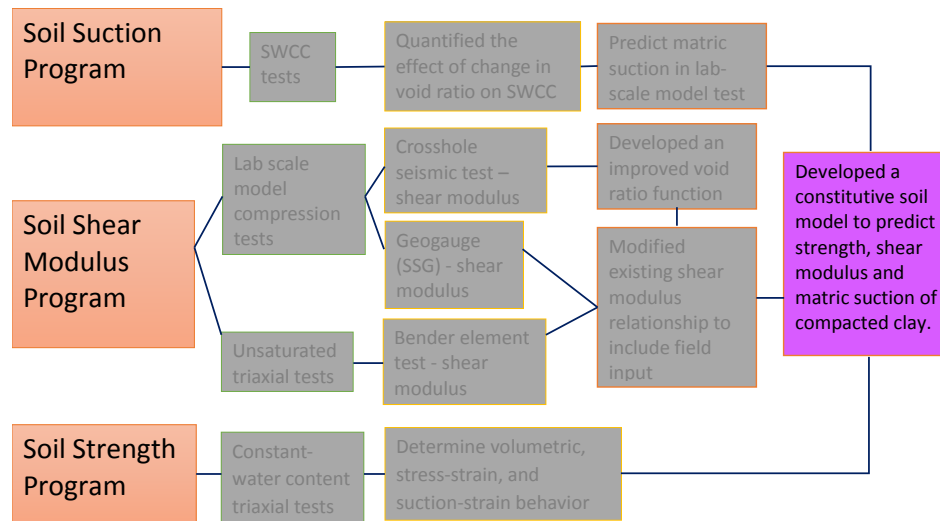 Soil Suction
Program
SWCC
tests
Quantified the
effect of change in
void ratio on SWCC
Predict matric
suction in lab-
scale model test
Soil Shear
Modulus
Program
Lab scale
model
compression
tests
Crosshole
seismic test –
shear modulus
Developed an
improved void
ratio function
Geogauge
(SSG) - shear
modulus
Modified
existing shear
modulus
relationship to
include field
input
Unsaturated
triaxial tests
Bender element
test - shear
modulus
Developed a
constitutive soil
model to predict
strength, shear
modulus and
matric suction of
compacted clay.
Soil Strength
Program
Constant-
water content
triaxial tests
Determine volumetric,
stress-strain, and
suction-strain behavior